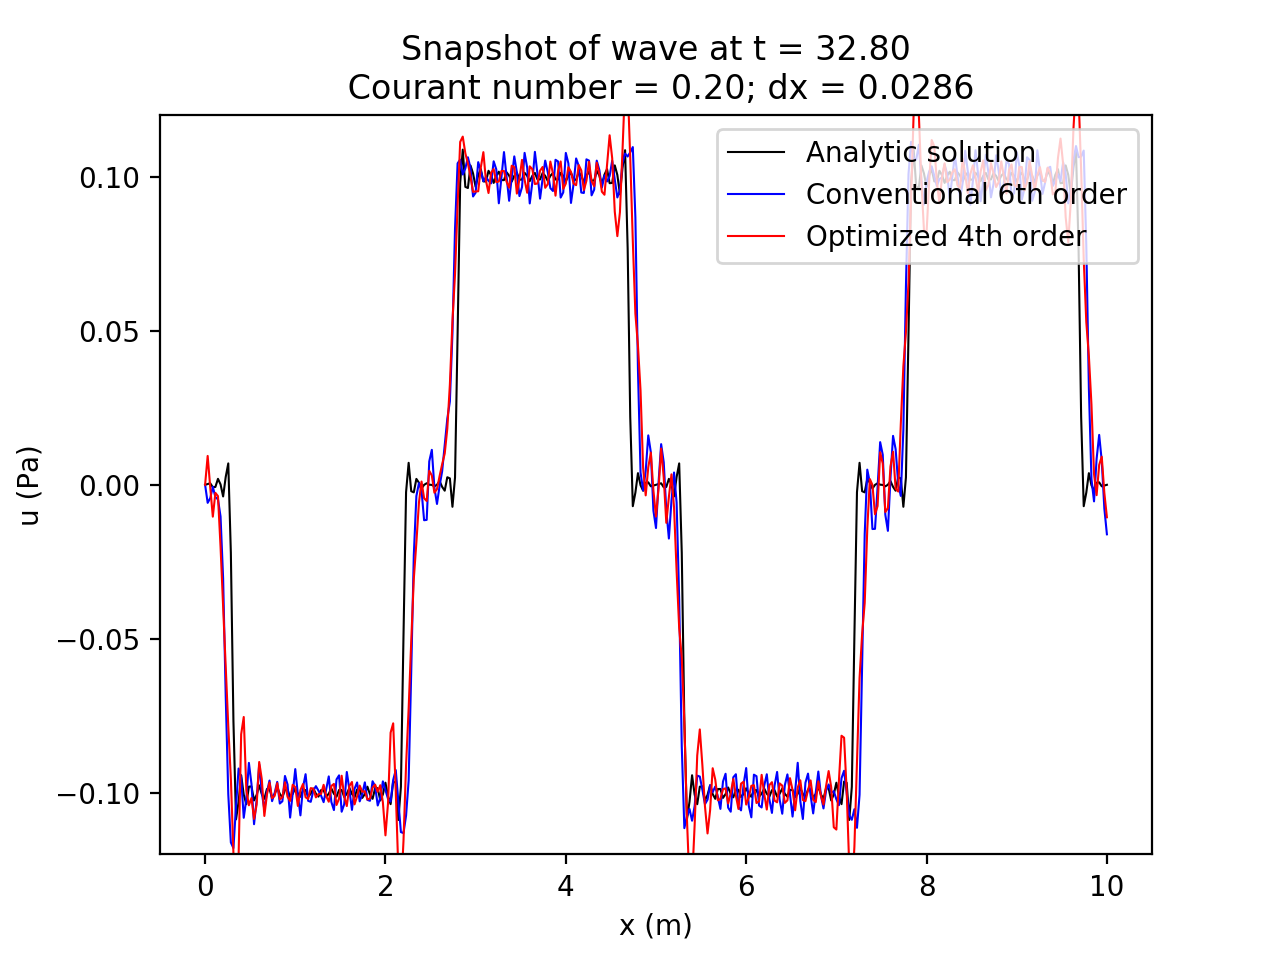 Snapshot of wave at t = 32.80
Courant number = 0.20; dx = 0.0286
Analytic solution
Conventional 6th order
Optimized 4th order
0.10
0.05
0.00
−0.05
−0.10
u (Pa)
0 2 4 6 8 10
x (m)